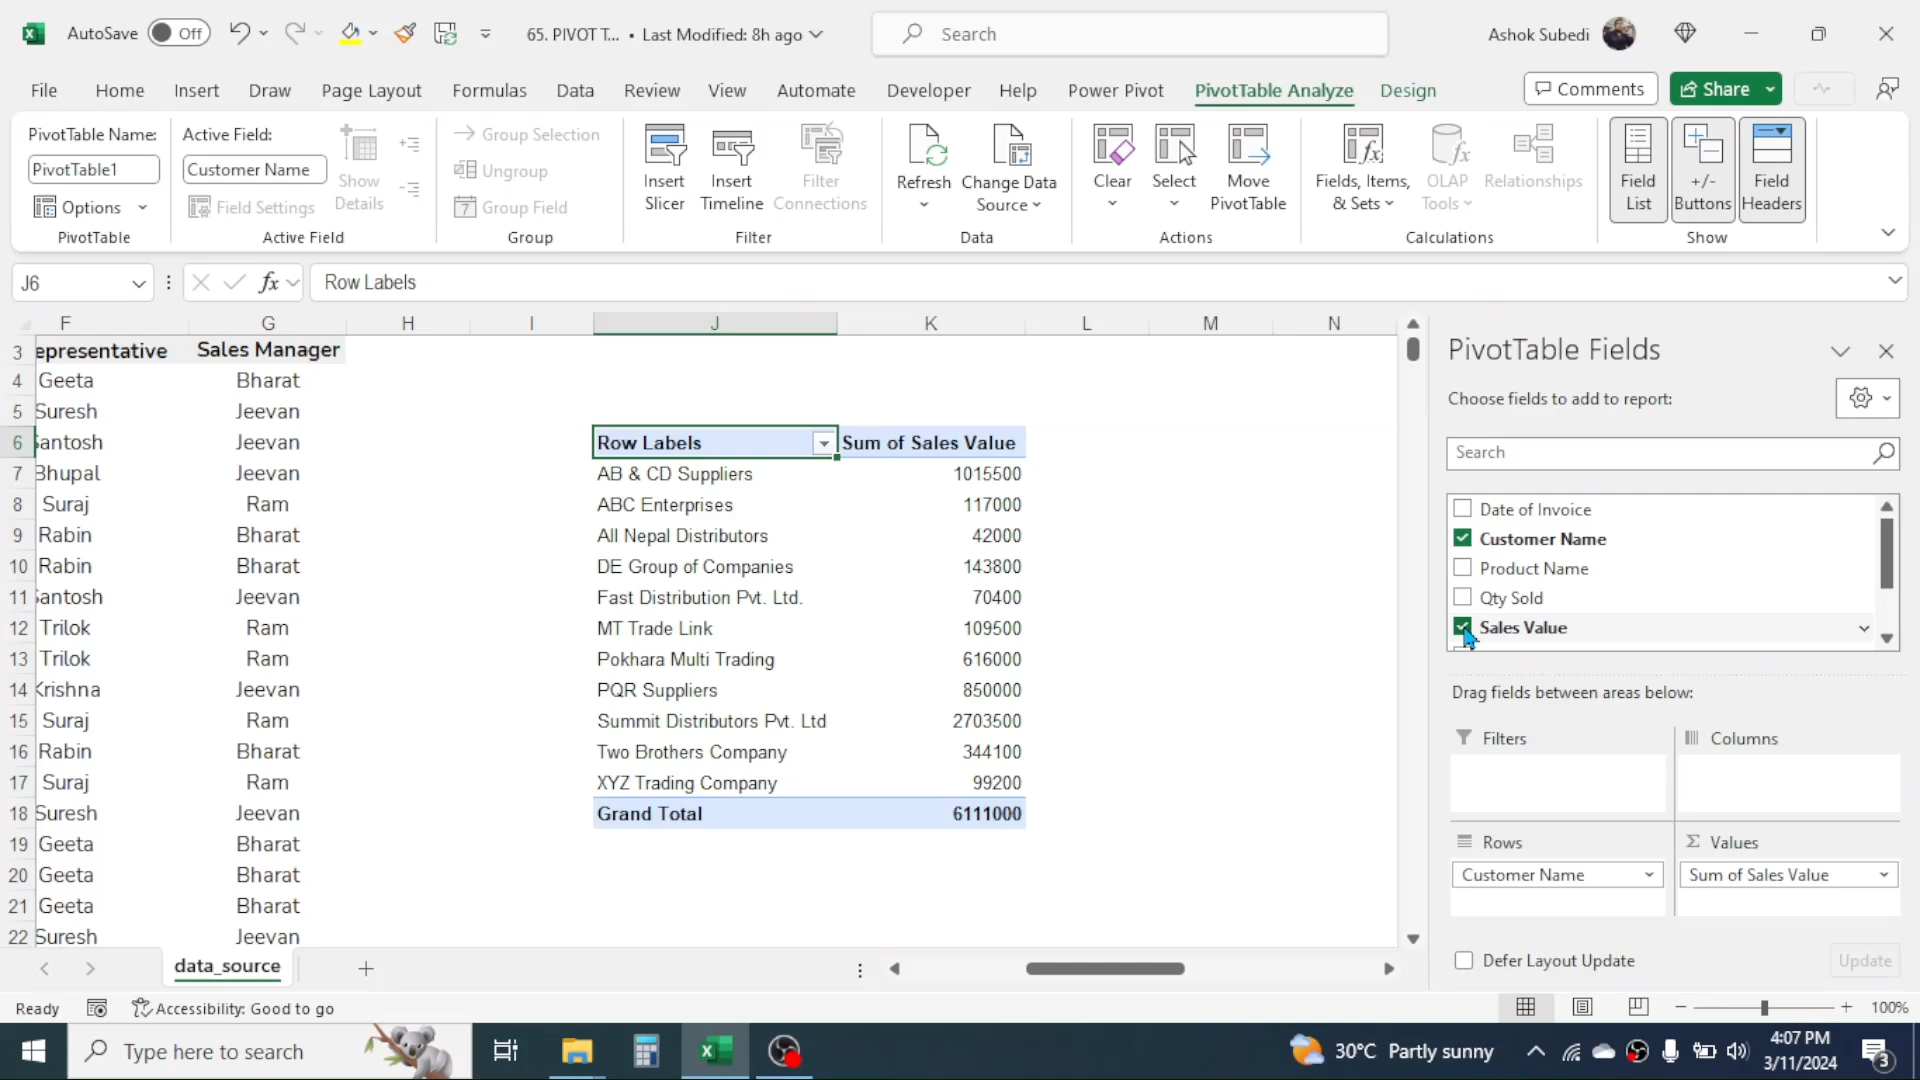 AutoSave Off 65. PIVOT T... • Last Modified: 8h ago Search Ashok Subedi
File Home Insert Draw Page Layout Formulas Data Review View Automate Developer Help Power Pivot PivotTable Analyze Design Comments Share
PivotTable Name:
PivotTable1
Options
PivotTable
Active Field:
Customer Name
Field Settings
Show
Details
Active Field
Group Selection
Ungroup
Group Field
Group
Insert
Slicer
Insert
Timeline
Filter
Connections
Filter
Refresh
Change Data
Source
Data
Clear
Select
Move
PivotTable
Actions
Fields, Items,
& Sets
OLAP
Tools
Relationships
Calculations
Field
List
+/-
Buttons
Field
Headers
Show
J6 fx Row Labels
F G H I J K L M N
3 epresentative Sales Manager
4 Geeta Bharat
5 Suresh Jeevan
6 Santosh Jeevan Row Labels Sum of Sales Value
7 Bhupal Jeevan AB & CD Suppliers 1015500
8 Suraj Ram ABC Enterprises 117000
9 Rabin Bharat All Nepal Distributors 42000
10 Rabin Bharat DE Group of Companies 143800
11 Santosh Jeevan Fast Distribution Pvt. Ltd. 70400
12 Trilok Ram MT Trade Link 109500
13 Trilok Ram Pokhara Multi Trading 616000
14 Krishna Jeevan PQR Suppliers 850000
15 Suraj Ram Summit Distributors Pvt. Ltd 2703500
16 Rabin Bharat Two Brothers Company 344100
17 Suraj Ram XYZ Trading Company 99200
18 Suresh Jeevan Grand Total 6111000
19 Geeta Bharat
20 Geeta Bharat
21 Geeta Bharat
22 Suresh Jeevan
PivotTable Fields
Choose fields to add to report:
Search
Date of Invoice
Customer Name
Product Name
Qty Sold
Sales Value
Drag fields between areas below:
Filters
Columns
Rows
Customer Name
Σ Values
Sum of Sales Value
Defer Layout Update Update
data_source
Ready Accessibility: Good to go 100%
Type here to search 30°C Partly sunny 4:07 PM
3/11/2024
3